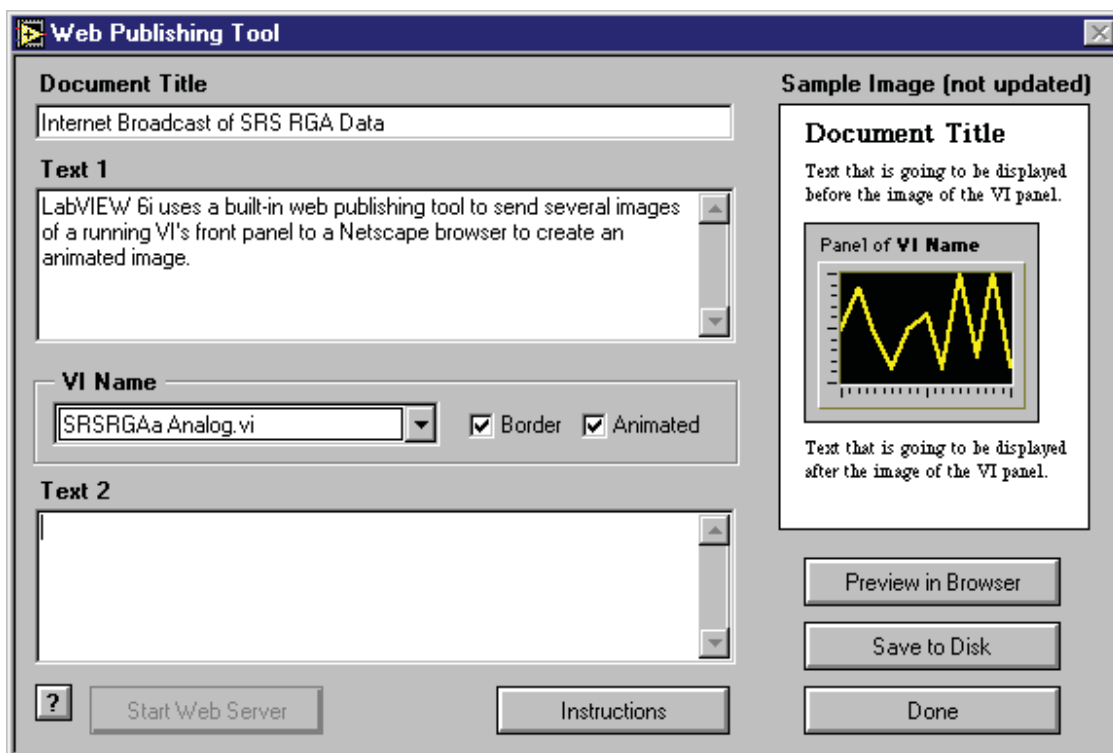 Web Publishing Tool
Document Title
Internet Broadcast of SRS RGA Data
Text 1
LabVIEW 6i uses a built-in web publishing tool to send several images
of a running VI's front panel to a Netscape browser to create an
animated image.
VI Name
SRSRGAa Analog.vi
Border
Animated
Text 2
?
Start Web Server
Instructions
Sample Image (not updated)
Document Title
Text that is going to be displayed
before the image of the VI panel.
Panel of VI Name
Text that is going to be displayed
after the image of the VI panel.
Preview in Browser
Save to Disk
Done